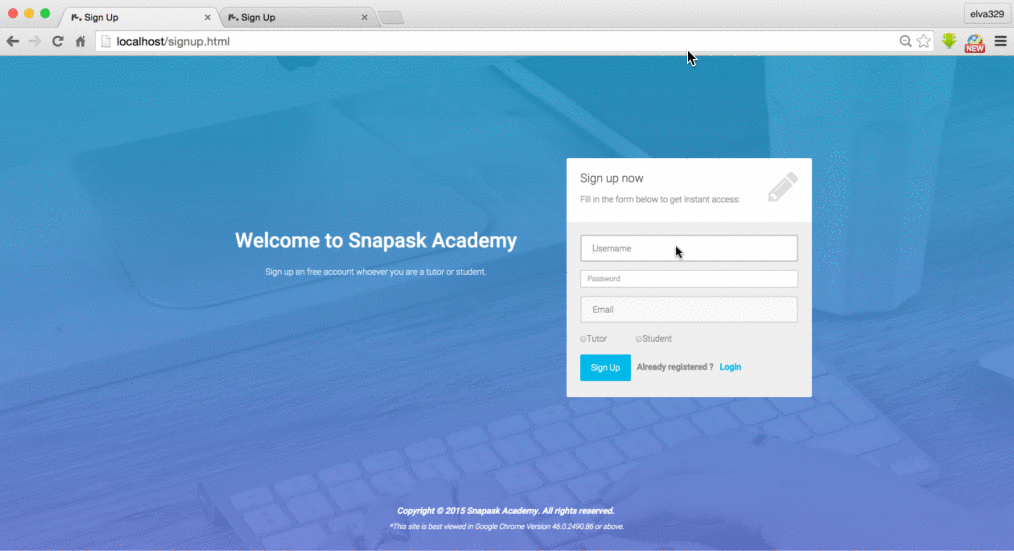 Sign Up
Sign Up
elva329
localhost/signup.html
NEW
Sign up now
Fill in the form below to get instant access:
Welcome to Snapask Academy
Sign up an free account whoever you are a tutor or student.
Username
Password
Email
Tutor
Student
Sign Up
Already registered ? Login
Copyright © 2015 Snapask Academy. All rights reserved.
*This site is best viewed in Google Chrome Version 46.0.2490.86 or above.